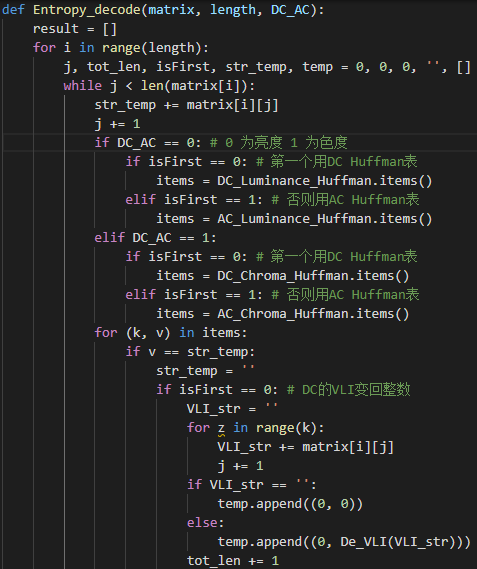 def Entropy_decode(matrix, length, DC_AC):
    result = []
    for i in range(length):
        j, tot_len, isFirst, str_temp, temp = 0, 0, 0, '', []
        while j < len(matrix[i]):
            str_temp += matrix[i][j]
            j += 1
            if DC_AC == 0: # 0 为亮度 1 为色度
                if isFirst == 0: # 第一个用DC Huffman表
                    items = DC_Luminance_Huffman.items()
                elif isFirst == 1: # 否则用AC Huffman表
                    items = AC_Luminance_Huffman.items()
            elif DC_AC == 1:
                if isFirst == 0: # 第一个用DC Huffman表
                    items = DC_Chroma_Huffman.items()
                elif isFirst == 1: # 否则用AC Huffman表
                    items = AC_Chroma_Huffman.items()
            for (k, v) in items:
                if v == str_temp:
                    str_temp = ''
                    if isFirst == 0: # DC的VLI变回整数
                        VLI_str = ''
                        for z in range(k):
                            VLI_str += matrix[i][j]
                            j += 1
                        if VLI_str == '':
                            temp.append((0, 0))
                        else:
                            temp.append((0, De_VLI(VLI_str)))
                        tot_len += 1